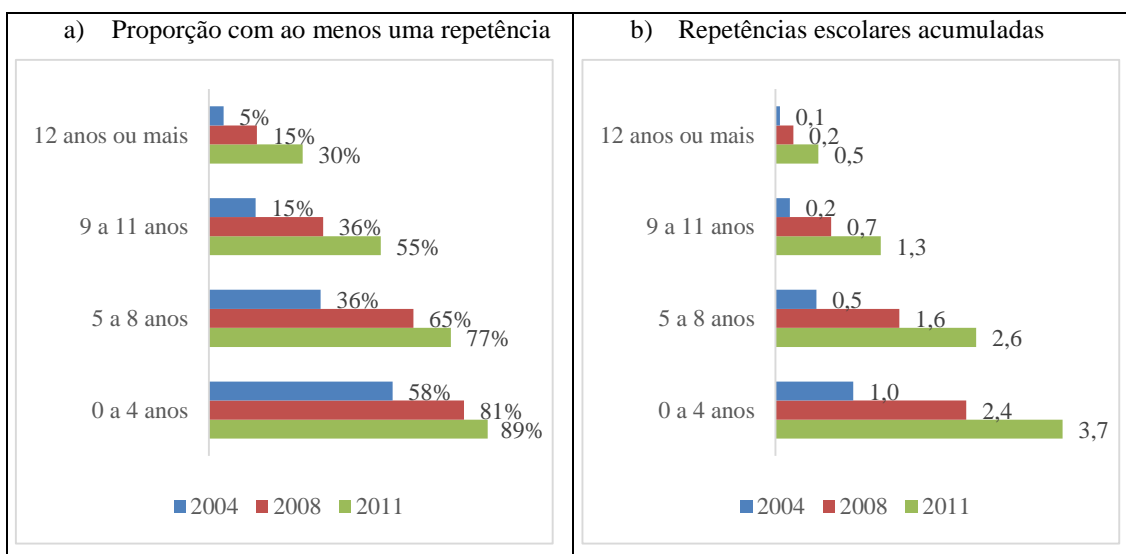 a) Proporção com ao menos uma repetência
12 anos ou mais
5%
15%
30%
9 a 11 anos
15%
36%
55%
5 a 8 anos
36%
65%
77%
0 a 4 anos
58%
81%
89%
2004 2008 2011
b) Repetências escolares acumuladas
12 anos ou mais
0,1
0,2
0,5
9 a 11 anos
0,2
0,7
1,3
5 a 8 anos
0,5
1,6
2,6
0 a 4 anos
1,0
2,4
3,7
2004 2008 2011